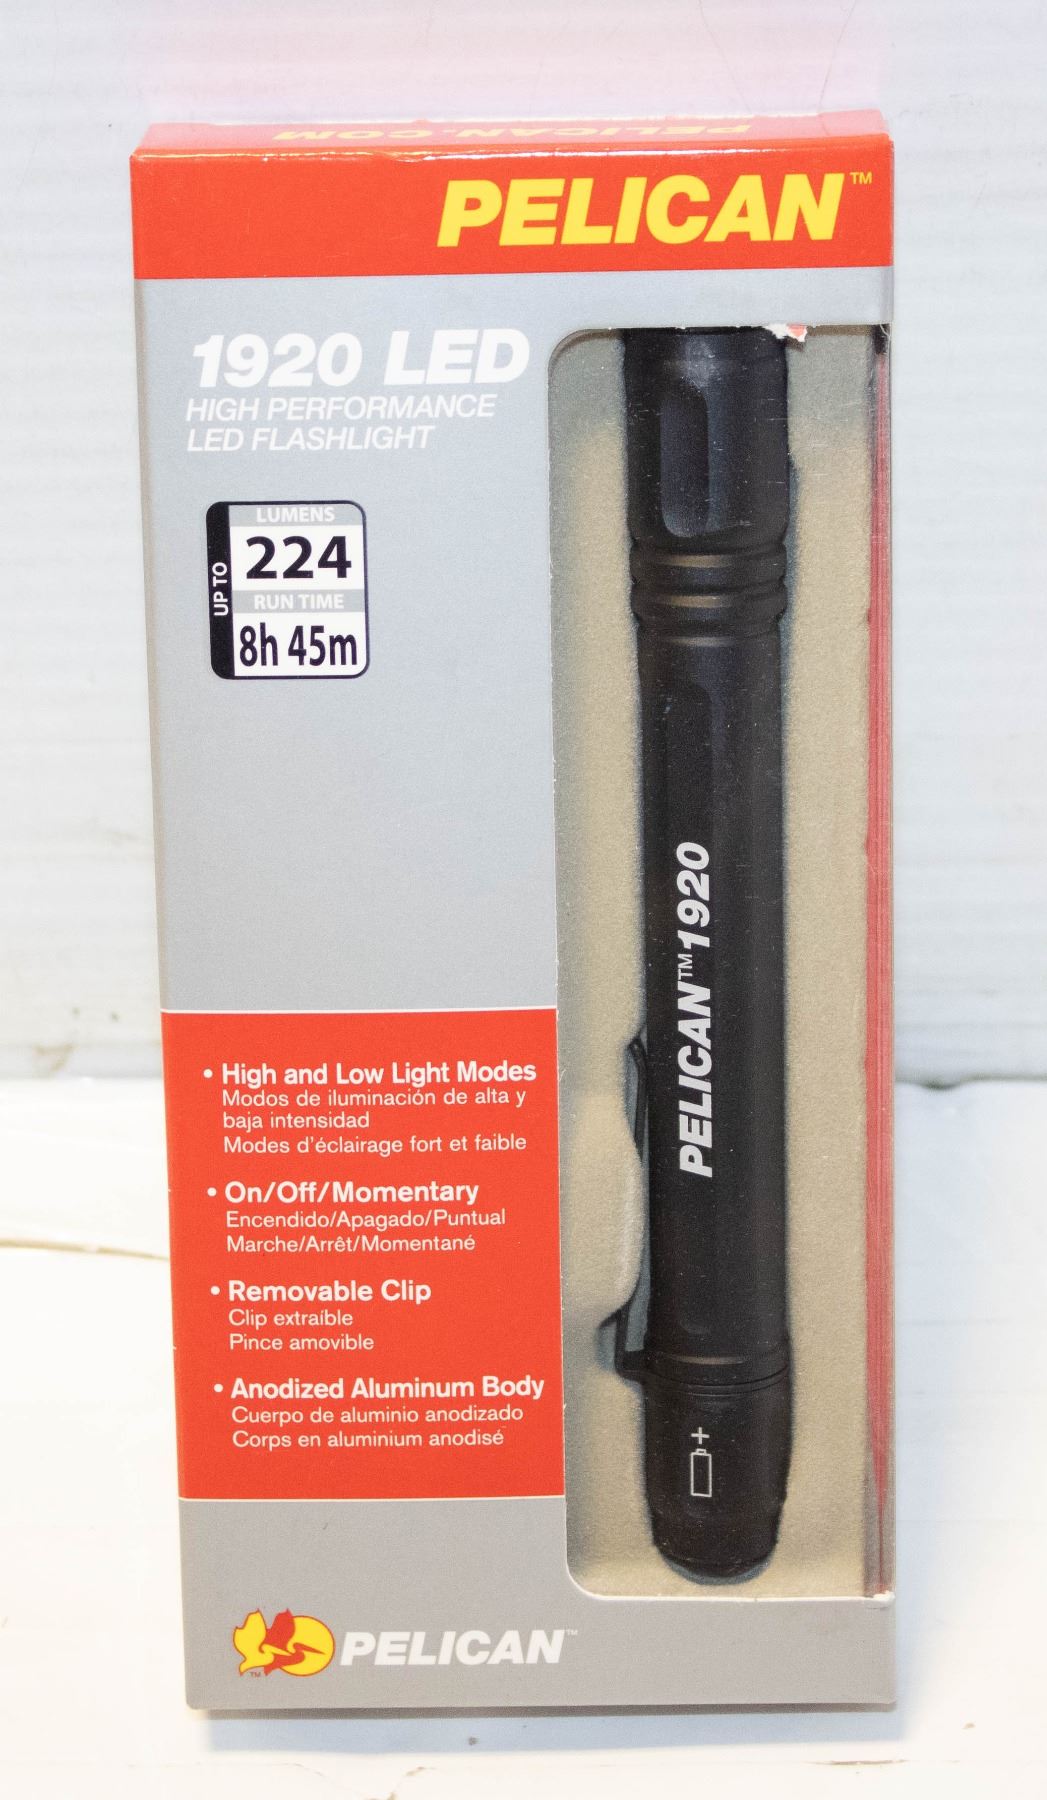 PELICAN.COM
PELICAN.COM
PELICAN™
1920 LED
HIGH PERFORMANCE
LED FLASHLIGHT
UP TO
LUMENS
224
RUN TIME
8h 45m
PELICAN™1920
• High and Low Light Modes
Modos de iluminación de alta y
baja intensidad
Modes d'éclairage fort et faible
• On/Off/Momentary
Encendido/Apagado/Puntual
Marche/Arrêt/Momentané
• Removable Clip
Clip extraíble
Pince amovible
• Anodized Aluminum Body
Cuerpo de aluminio anodizado
Corps en aluminium anodisé
+
TM
PELICAN™